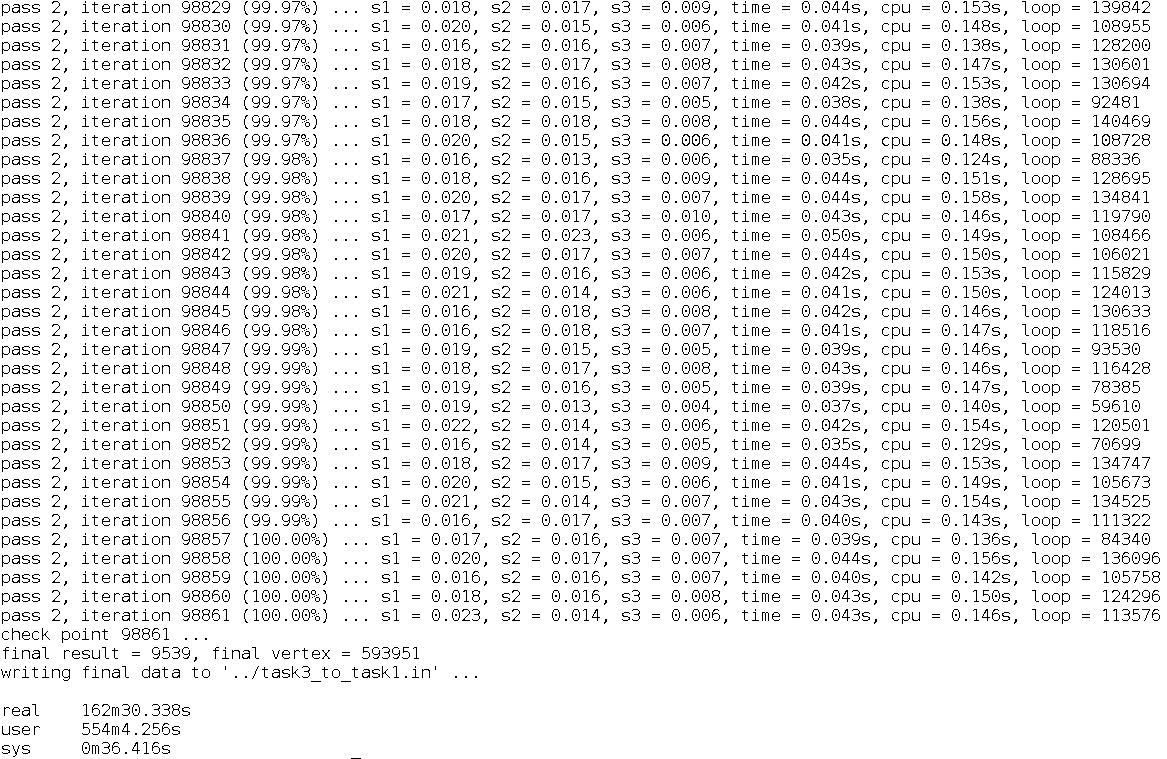 pass 2, iteration 98829 (99.97%) ... s1 = 0.018, s2 = 0.017, s3 = 0.009, time = 0.044s, cpu = 0.153s, loop = 139842
pass 2, iteration 98830 (99.97%) ... s1 = 0.020, s2 = 0.015, s3 = 0.006, time = 0.041s, cpu = 0.148s, loop = 108955
pass 2, iteration 98831 (99.97%) ... s1 = 0.016, s2 = 0.016, s3 = 0.007, time = 0.039s, cpu = 0.138s, loop = 128200
pass 2, iteration 98832 (99.97%) ... s1 = 0.018, s2 = 0.017, s3 = 0.008, time = 0.043s, cpu = 0.147s, loop = 130601
pass 2, iteration 98833 (99.97%) ... s1 = 0.019, s2 = 0.016, s3 = 0.007, time = 0.042s, cpu = 0.153s, loop = 130694
pass 2, iteration 98834 (99.97%) ... s1 = 0.017, s2 = 0.015, s3 = 0.005, time = 0.038s, cpu = 0.138s, loop = 92481
pass 2, iteration 98835 (99.97%) ... s1 = 0.018, s2 = 0.018, s3 = 0.008, time = 0.044s, cpu = 0.156s, loop = 140469
pass 2, iteration 98836 (99.97%) ... s1 = 0.020, s2 = 0.015, s3 = 0.006, time = 0.041s, cpu = 0.148s, loop = 108728
pass 2, iteration 98837 (99.98%) ... s1 = 0.016, s2 = 0.013, s3 = 0.006, time = 0.035s, cpu = 0.124s, loop = 88336
pass 2, iteration 98838 (99.98%) ... s1 = 0.018, s2 = 0.016, s3 = 0.009, time = 0.044s, cpu = 0.151s, loop = 128695
pass 2, iteration 98839 (99.98%) ... s1 = 0.020, s2 = 0.017, s3 = 0.007, time = 0.044s, cpu = 0.158s, loop = 134841
pass 2, iteration 98840 (99.98%) ... s1 = 0.017, s2 = 0.017, s3 = 0.010, time = 0.043s, cpu = 0.146s, loop = 119790
pass 2, iteration 98841 (99.98%) ... s1 = 0.021, s2 = 0.023, s3 = 0.006, time = 0.050s, cpu = 0.149s, loop = 108466
pass 2, iteration 98842 (99.98%) ... s1 = 0.020, s2 = 0.017, s3 = 0.007, time = 0.044s, cpu = 0.150s, loop = 106021
pass 2, iteration 98843 (99.98%) ... s1 = 0.019, s2 = 0.016, s3 = 0.006, time = 0.042s, cpu = 0.153s, loop = 115829
pass 2, iteration 98844 (99.98%) ... s1 = 0.021, s2 = 0.014, s3 = 0.006, time = 0.041s, cpu = 0.150s, loop = 124013
pass 2, iteration 98845 (99.98%) ... s1 = 0.016, s2 = 0.018, s3 = 0.008, time = 0.042s, cpu = 0.146s, loop = 130633
pass 2, iteration 98846 (99.98%) ... s1 = 0.016, s2 = 0.018, s3 = 0.007, time = 0.041s, cpu = 0.147s, loop = 118516
pass 2, iteration 98847 (99.99%) ... s1 = 0.019, s2 = 0.015, s3 = 0.005, time = 0.039s, cpu = 0.146s, loop = 93530
pass 2, iteration 98848 (99.99%) ... s1 = 0.018, s2 = 0.017, s3 = 0.008, time = 0.043s, cpu = 0.146s, loop = 116428
pass 2, iteration 98849 (99.99%) ... s1 = 0.019, s2 = 0.016, s3 = 0.005, time = 0.039s, cpu = 0.147s, loop = 78385
pass 2, iteration 98850 (99.99%) ... s1 = 0.019, s2 = 0.013, s3 = 0.004, time = 0.037s, cpu = 0.140s, loop = 59610
pass 2, iteration 98851 (99.99%) ... s1 = 0.022, s2 = 0.014, s3 = 0.006, time = 0.042s, cpu = 0.154s, loop = 120501
pass 2, iteration 98852 (99.99%) ... s1 = 0.016, s2 = 0.014, s3 = 0.005, time = 0.035s, cpu = 0.129s, loop = 70699
pass 2, iteration 98853 (99.99%) ... s1 = 0.018, s2 = 0.017, s3 = 0.009, time = 0.044s, cpu = 0.153s, loop = 134747
pass 2, iteration 98854 (99.99%) ... s1 = 0.020, s2 = 0.015, s3 = 0.006, time = 0.041s, cpu = 0.149s, loop = 105673
pass 2, iteration 98855 (99.99%) ... s1 = 0.021, s2 = 0.014, s3 = 0.007, time = 0.043s, cpu = 0.154s, loop = 134525
pass 2, iteration 98856 (99.99%) ... s1 = 0.016, s2 = 0.017, s3 = 0.007, time = 0.040s, cpu = 0.143s, loop = 111322
pass 2, iteration 98857 (100.00%) ... s1 = 0.017, s2 = 0.016, s3 = 0.007, time = 0.039s, cpu = 0.136s, loop = 84340
pass 2, iteration 98858 (100.00%) ... s1 = 0.020, s2 = 0.017, s3 = 0.007, time = 0.044s, cpu = 0.156s, loop = 136096
pass 2, iteration 98859 (100.00%) ... s1 = 0.016, s2 = 0.016, s3 = 0.007, time = 0.040s, cpu = 0.142s, loop = 105758
pass 2, iteration 98860 (100.00%) ... s1 = 0.018, s2 = 0.016, s3 = 0.008, time = 0.043s, cpu = 0.150s, loop = 124296
pass 2, iteration 98861 (100.00%) ... s1 = 0.023, s2 = 0.014, s3 = 0.006, time = 0.043s, cpu = 0.146s, loop = 113576
check point 98861 ...
final result = 9539, final vertex = 593951
writing final data to '../task3_to_task1.in' ...
real 162m30.338s
user 554m4.256s
sys 0m36.416s